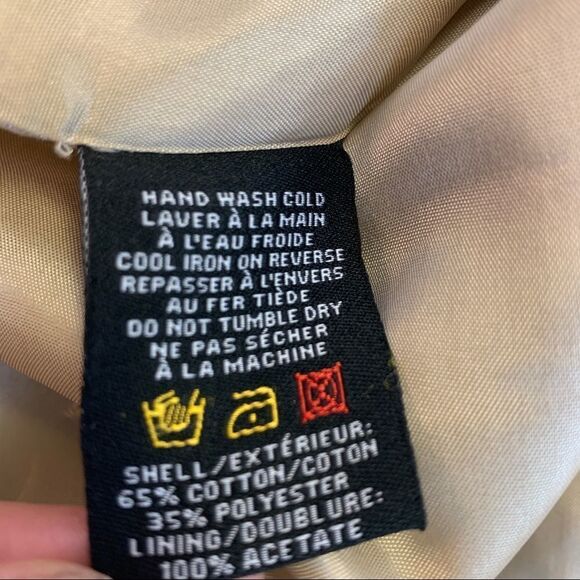 HAND WASH COLD
LAVER À LA MAIN
À L'EAU FROIDE
COOL IRON ON REVERSE
REPASSER À L'ENVERS
AU FER TIÈDE
DO NOT TUMBLE DRY
NE PAS SÉCHER
À LA MACHINE
SHELL/EXTÉRIEUR:
65% COTTON/COTON
35% POLYESTER
LINING/DOUBLURE:
100% ACETATE